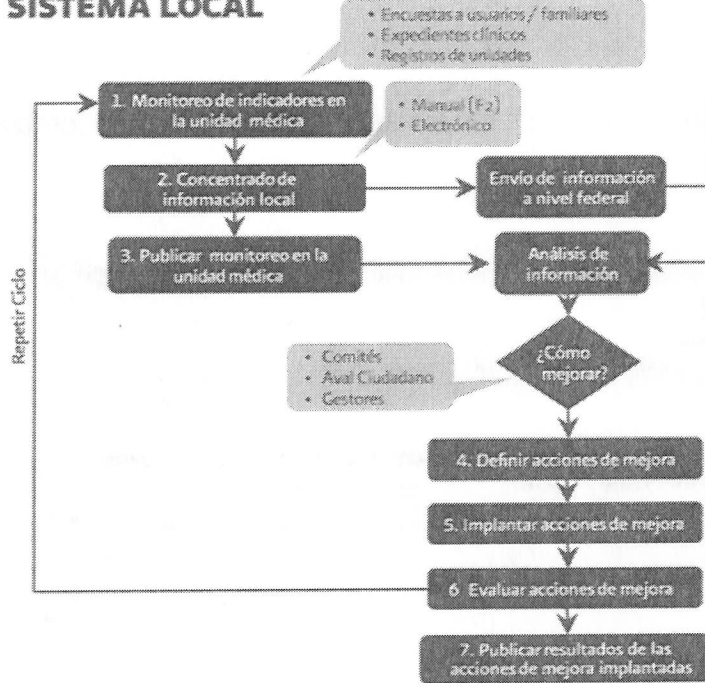 SISTEMA LOCAL
• Encuestas a usuarios / familiares
• Expedientes clínicos
• Registros de unidades
1. Monitoreo de indicadores en
la unidad médica
• Manual (F2)
• Electrónico
2. Concentrado de
información local
Envío de información
a nivel federal
3. Publicar monitoreo en la
unidad médica
Análisis de
información
Repetir Ciclo
¿Cómo
mejorar?
• Comités
• Aval Ciudadano
• Gestores
4. Definir acciones de mejora
5. Implantar acciones de mejora
6 Evaluar acciones de mejora
7. Publicar resultados de las
acciones de mejora implantadas